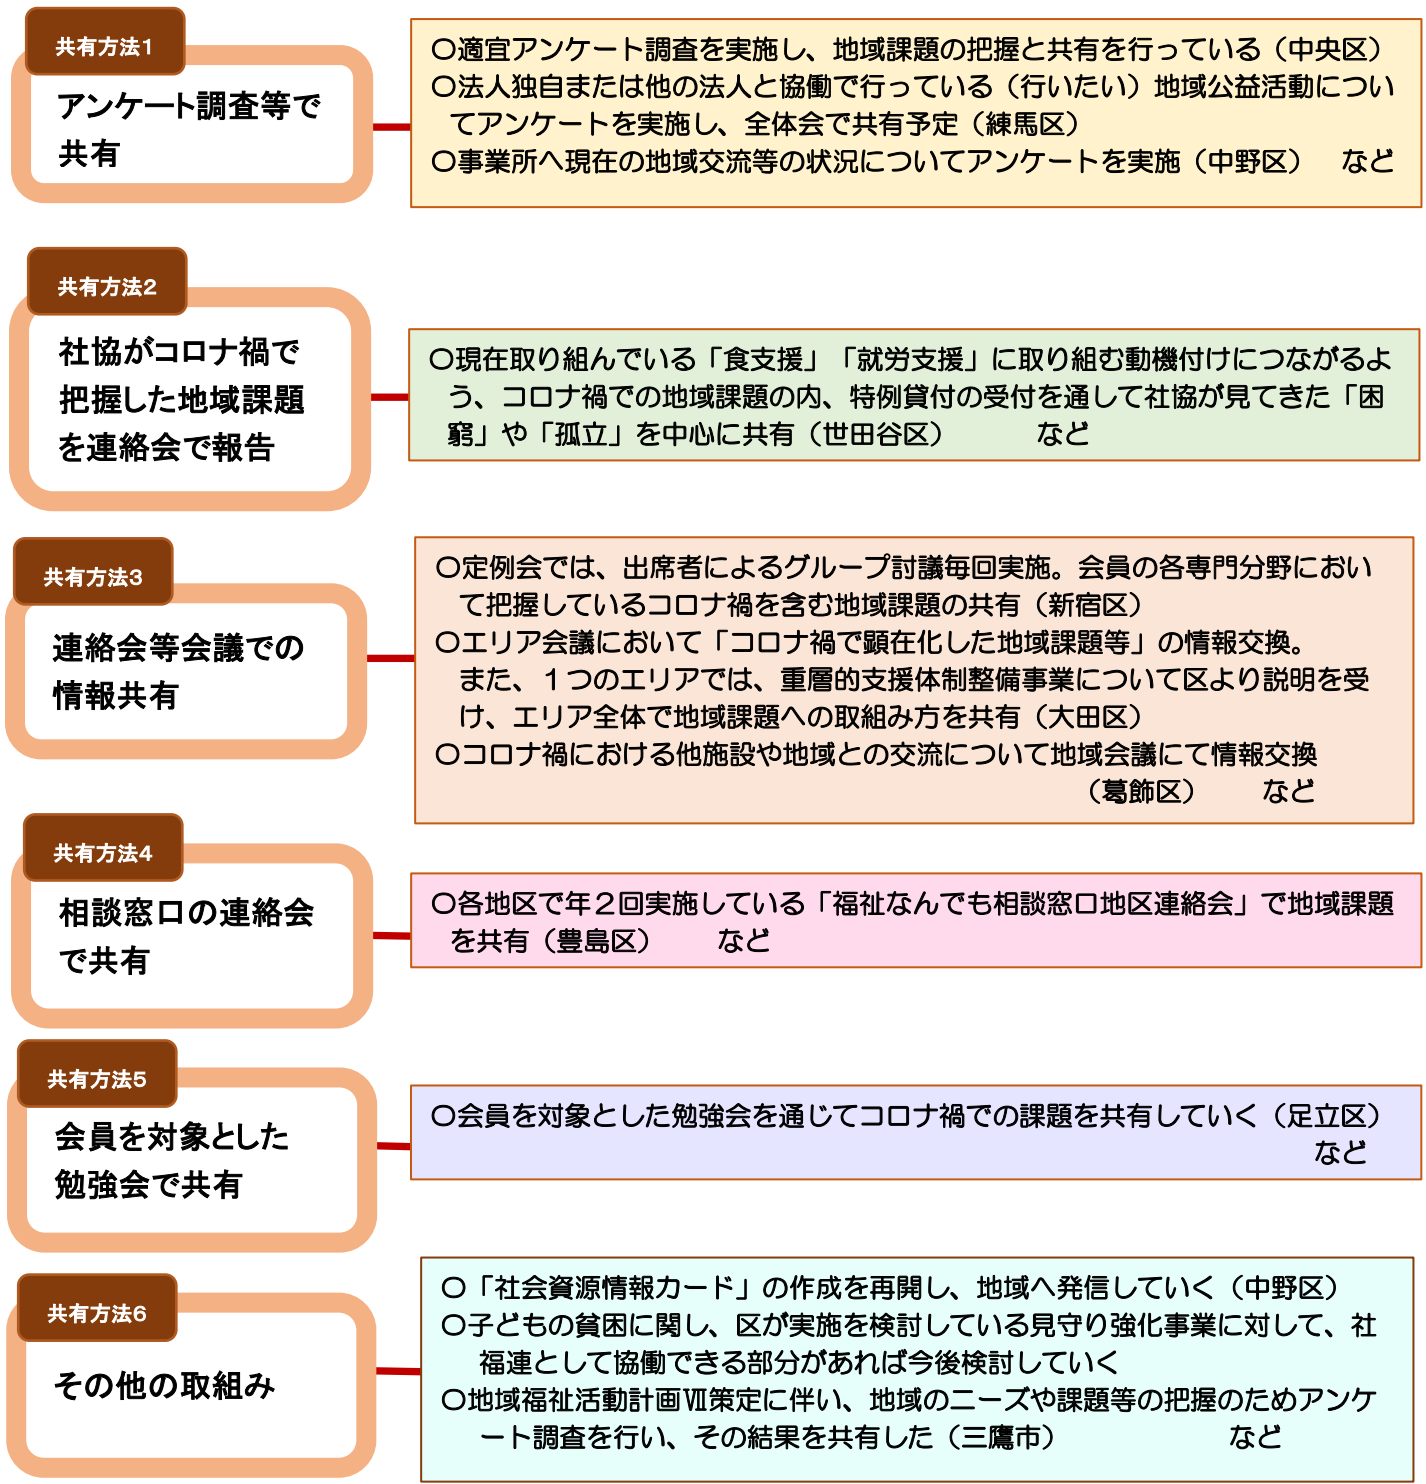 共有方法１
アンケート調査等で
共有
〇適宜アンケート調査を実施し、地域課題の把握と共有を行っている（中央区）
〇法人独自または他の法人と協働で行っている（行いたい）地域公益活動につい
てアンケートを実施し、全体会で共有予定（練馬区）
〇事業所へ現在の地域交流等の状況についてアンケートを実施（中野区）　など
共有方法２
社協がコロナ禍で
把握した地域課題
を連絡会で報告
〇現在取り組んでいる「食支援」「就労支援」に取り組む動機付けにつながるよ
う、コロナ禍での地域課題の内、特例貸付の受付を通して社協が見てきた「困
窮」や「孤立」を中心に共有（世田谷区）　　　など
共有方法３
連絡会等会議での
情報共有
〇定例会では、出席者によるグループ討議毎回実施。会員の各専門分野におい
て把握しているコロナ禍を含む地域課題の共有（新宿区）
〇エリア会議において「コロナ禍で顕在化した地域課題等」の情報交換。
また、１つのエリアでは、重層的支援体制整備事業について区より説明を受
け、エリア全体で地域課題への取組み方を共有（大田区）
〇コロナ禍における他施設や地域との交流について地域会議にて情報交換
（葛飾区）　　など
共有方法４
相談窓口の連絡会
で共有
〇各地区で年２回実施している「福祉なんでも相談窓口地区連絡会」で地域課題
を共有（豊島区）　　など
共有方法５
会員を対象とした
勉強会で共有
〇会員を対象とした勉強会を通じてコロナ禍での課題を共有していく（足立区）
など
共有方法６
その他の取組み
〇「社会資源情報カード」の作成を再開し、地域へ発信していく（中野区）
〇子どもの貧困に関し、区が実施を検討している見守り強化事業に対して、社
福連として協働できる部分があれば今後検討していく
〇地域福祉活動計画Ⅶ策定に伴い、地域のニーズや課題等の把握のためアンケ
ート調査を行い、その結果を共有した（三鷹市）　　　　　　など